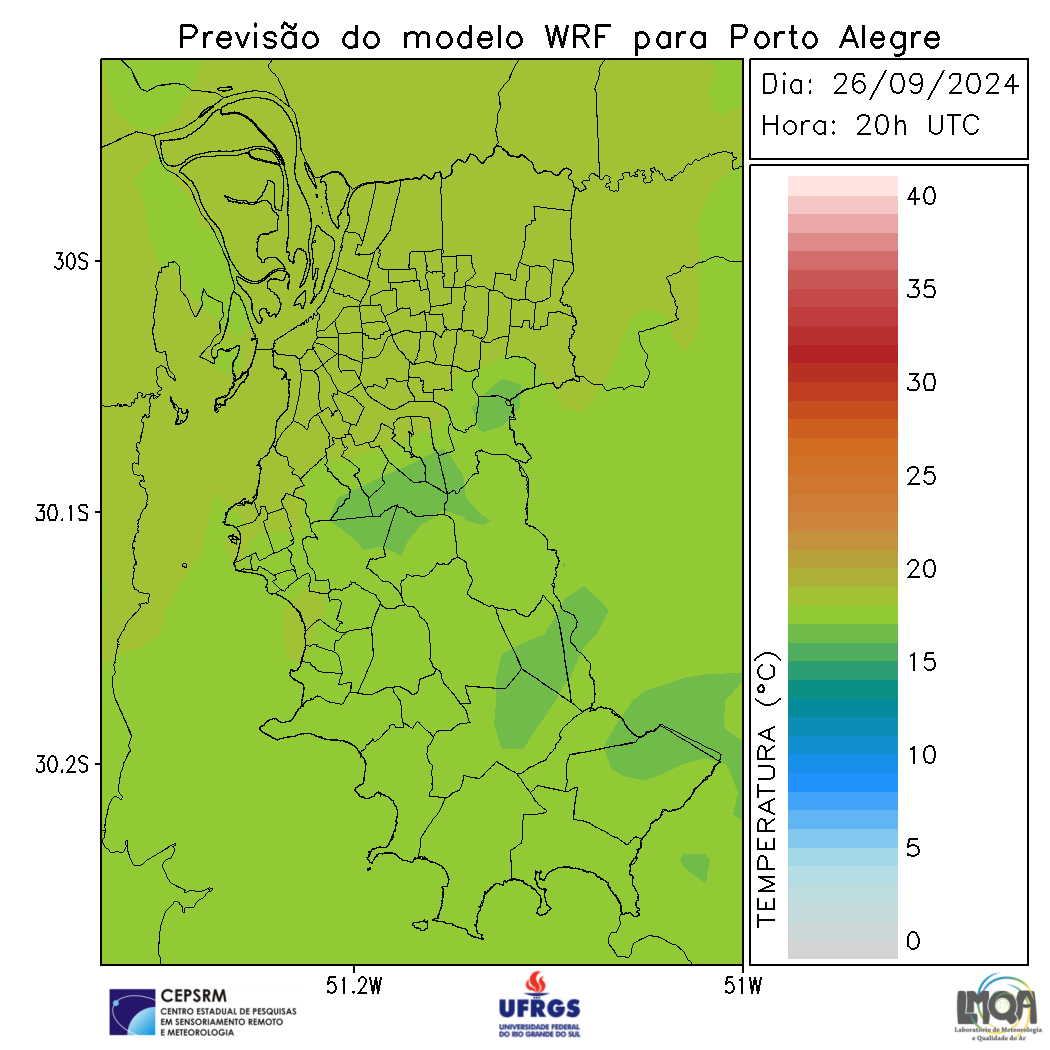 Previsão do modelo WRF para Porto Alegre
Dia: 26/09/2024
Hora: 20h UTC
40
35
30
25
20
15
10
5
0
TEMPERATURA (°C)
30S
30.1S
30.2S
51.2W
51W
CEPSRM
CENTRO ESTADUAL DE PESQUISAS
EM SENSORIAMENTO REMOTO
E METEOROLOGIA
UFRGS
UNIVERSIDADE FEDERAL
DO RIO GRANDE DO SUL
LMQA
Laboratório de Meteorologia
e Qualidade do Ar